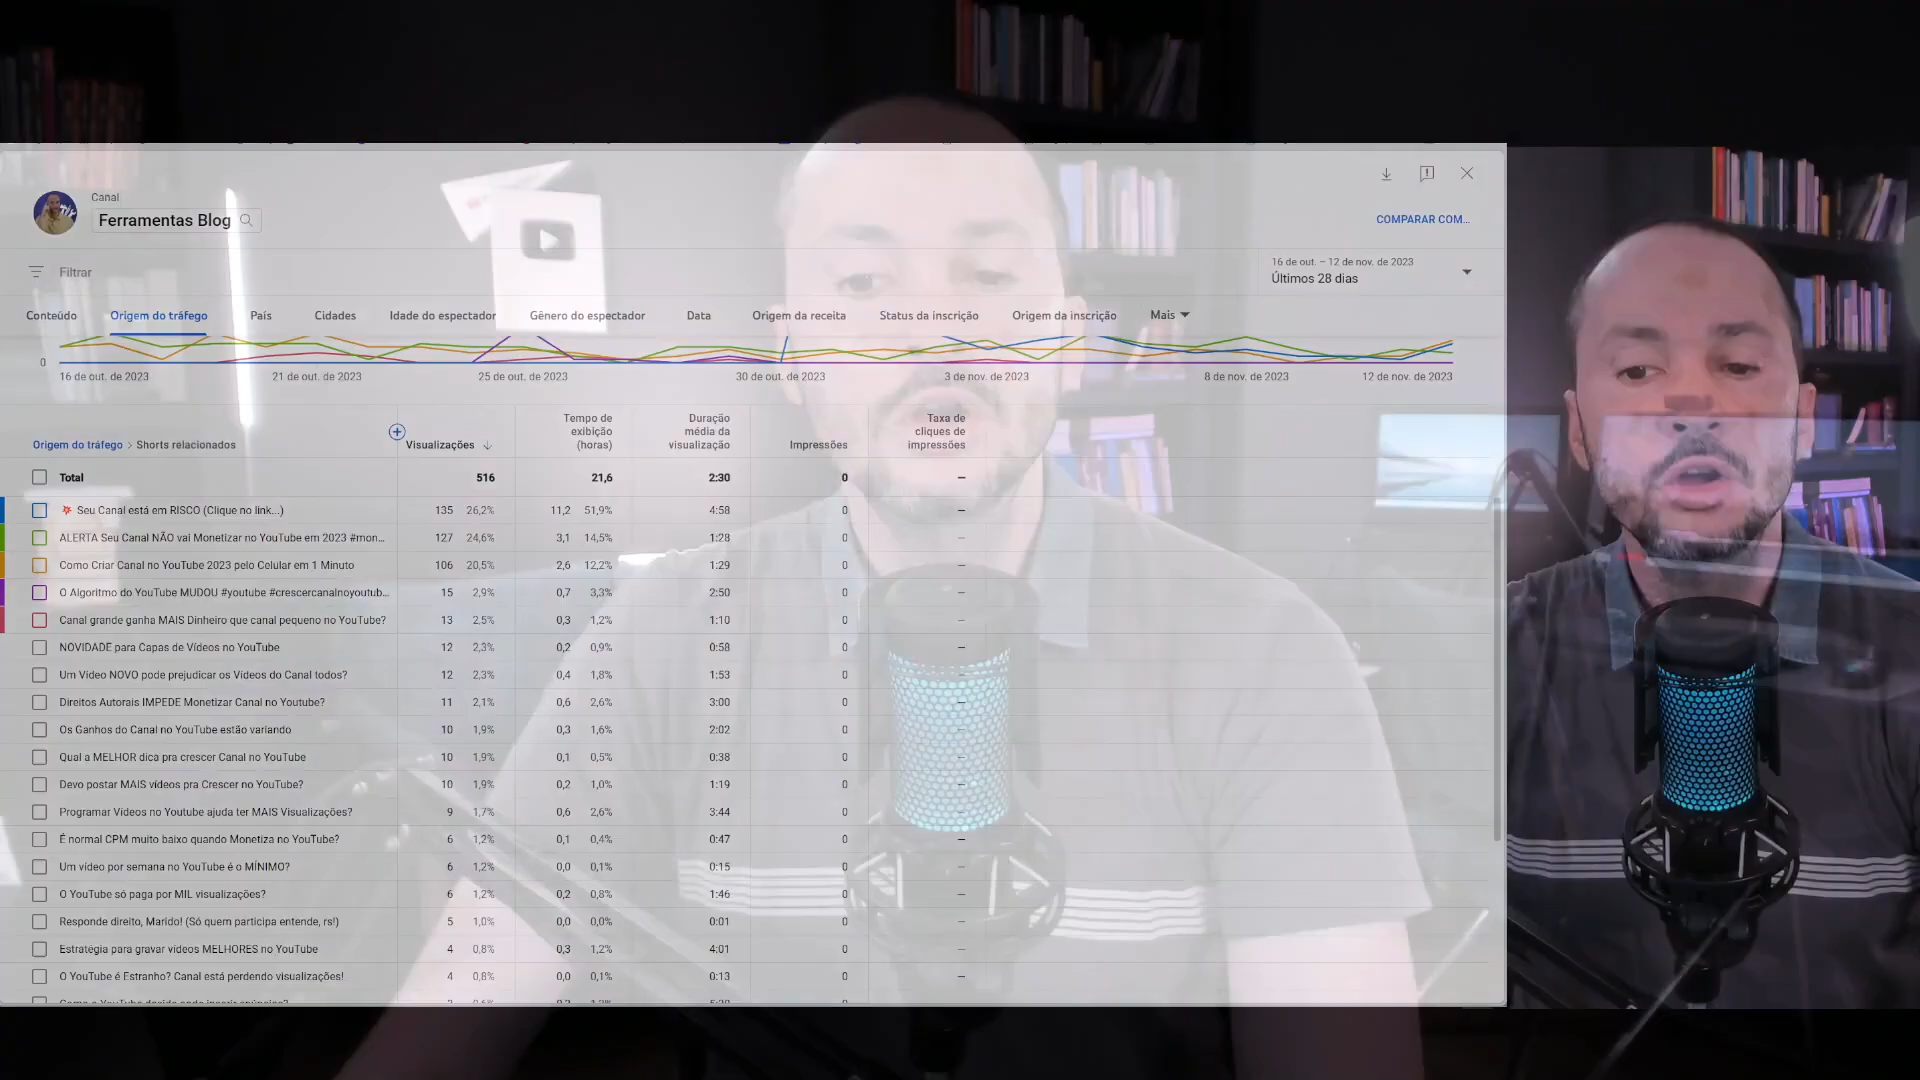 Canal
Ferramentas Blog
COMPARAR COM...
Filtrar
16 de out. – 12 de nov. de 2023
Últimos 28 dias
Conteúdo Origem do tráfego País Cidades Idade do espectador Gênero do espectador Data Origem da receita Status da inscrição Origem da inscrição Mais
0
16 de out. de 2023 21 de out. de 2023 25 de out. de 2023 30 de out. de 2023 3 de nov. de 2023 8 de nov. de 2023 12 de nov. de 2023
Origem do tráfego > Shorts relacionados Visualizações Tempo de exibição (horas) Duração média da visualização Impressões Taxa de cliques de impressões
Total 516 21,6 2:30 0 —
Seu Canal está em RISCO (Clique no link...) 135 26,2% 11,2 51,9% 4:58 0 —
ALERTA Seu Canal NÃO vai Monetizar no YouTube em 2023 #mon... 127 24,6% 3,1 14,5% 1:28 0 —
Como Criar Canal no YouTube 2023 pelo Celular em 1 Minuto 106 20,5% 2,6 12,2% 1:29 0 —
O Algoritmo do YouTube MUDOU #youtube #crescercanalnoyoutub... 15 2,9% 0,7 3,3% 2:50 0 —
Canal grande ganha MAIS Dinheiro que canal pequeno no YouTube? 13 2,5% 0,3 1,2% 1:10 0 —
NOVIDADE para Capas de Vídeos no YouTube 12 2,3% 0,2 0,9% 0:58 0 —
Um Vídeo NOVO pode prejudicar os Vídeos do Canal todos? 12 2,3% 0,4 1,8% 1:53 0 —
Direitos Autorais IMPEDE Monetizar Canal no Youtube? 11 2,1% 0,6 2,6% 3:00 0 —
Os Ganhos do Canal no YouTube estão variando 10 1,9% 0,3 1,6% 2:02 0 —
Qual a MELHOR dica pra crescer Canal no YouTube 10 1,9% 0,1 0,5% 0:38 0 —
Devo postar MAIS vídeos pra Crescer no YouTube? 10 1,9% 0,2 1,0% 1:19 0 —
Programar Vídeos no Youtube ajuda ter MAIS Visualizações? 9 1,7% 0,6 2,6% 3:44 0 —
É normal CPM muito baixo quando Monetiza no YouTube? 6 1,2% 0,1 0,4% 0:47 0 —
Um vídeo por semana no YouTube é o MÍNIMO? 6 1,2% 0,0 0,1% 0:15 0 —
O YouTube só paga por MIL visualizações? 6 1,2% 0,2 0,8% 1:46 0 —
Responde direito, Marido! (Só quem participa entende, rs!) 5 1,0% 0,0 0,0% 0:01 0 —
Estratégia para gravar vídeos MELHORES no YouTube 4 0,8% 0,3 1,2% 4:01 0 —
O YouTube é Estranho? Canal está perdendo visualizações! 4 0,8% 0,0 0,1% 0:13 0 —